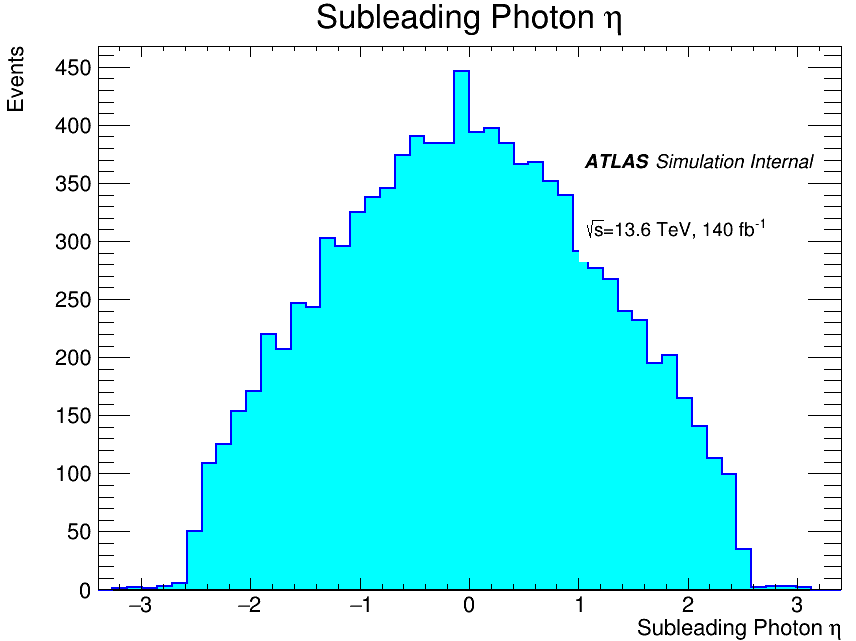 Subleading Photon η
Events
450
400
350
300
250
200
150
100
50
0
ATLAS Simulation Internal
√s=13.6 TeV, 140 fb⁻¹
−3 −2 −1 0 1 2 3
Subleading Photon η